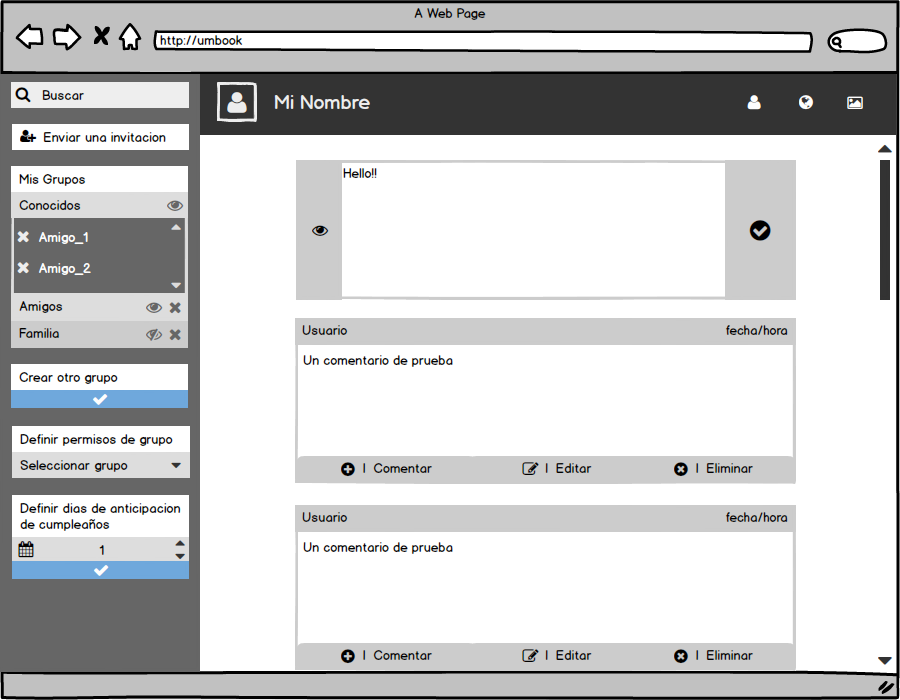 A Web Page
http://umbook
Buscar
Mi Nombre
Enviar una invitacion
Mis Grupos
Conocidos
Amigo_1
Amigo_2
Amigos
Familia
Crear otro grupo
Definir permisos de grupo
Seleccionar grupo
Definir dias de anticipacion
de cumpleaños
1
Hello!!
Usuario fecha/hora
Un comentario de prueba
| Comentar | Editar | Eliminar
Usuario fecha/hora
Un comentario de prueba
| Comentar | Editar | Eliminar